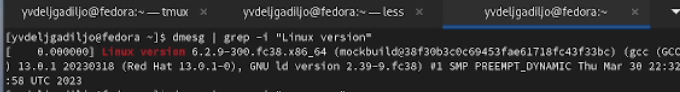 yvdeljgadiljo@fedora:~ — tmux × yvdeljgadiljo@fedora:~ — less × yvdeljgadiljo@fedora:~
[yvdeljgadiljo@fedora ~]$ dmesg | grep -i "Linux version"
[    0.000000] Linux version 6.2.9-300.fc38.x86_64 (mockbuild@38f30b3c0c69453fae61718fc43f33bc) (gcc (GCC
) 13.0.1 20230318 (Red Hat 13.0.1-0), GNU ld version 2.39-9.fc38) #1 SMP PREEMPT_DYNAMIC Thu Mar 30 22:32
:58 UTC 2023